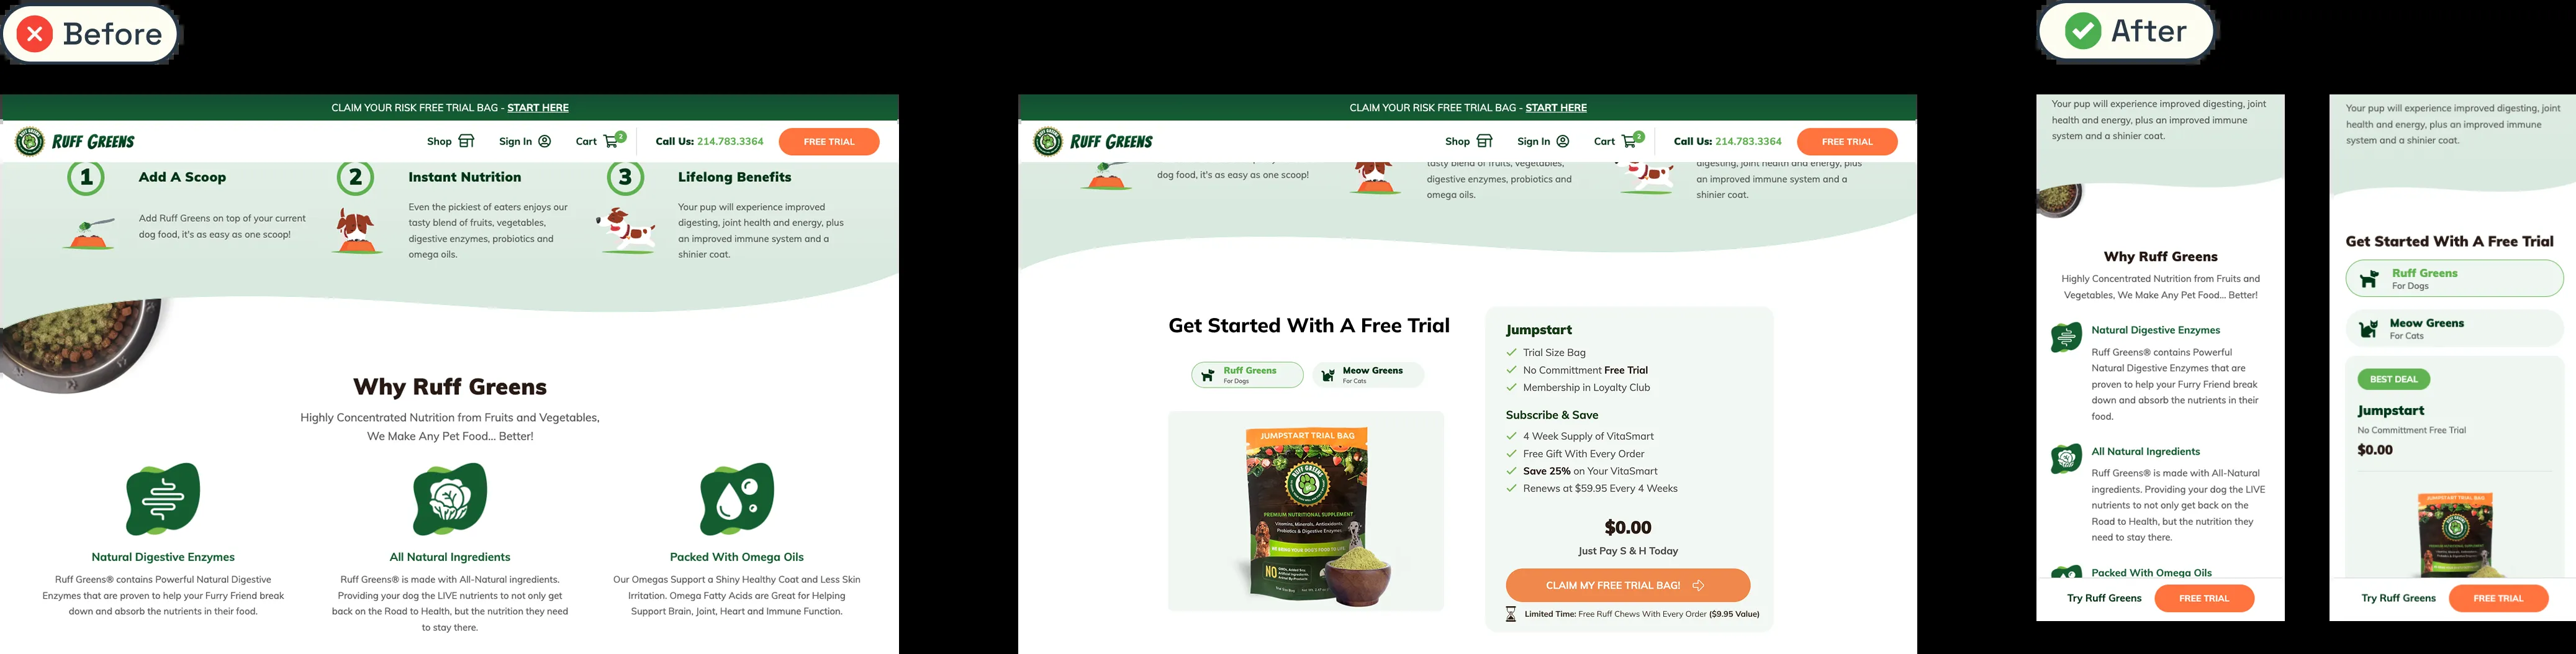 Before
CLAIM YOUR RISK FREE TRIAL BAG - START HERE
RUFF GREENS
Shop
Sign In
Cart
2
Call Us: 214.783.3364
FREE TRIAL
1
Add A Scoop
Add Ruff Greens on top of your current
dog food, it's as easy as one scoop!
2
Instant Nutrition
Even the pickiest of eaters enjoys our
tasty blend of fruits, vegetables,
digestive enzymes, probiotics and
omega oils.
3
Lifelong Benefits
Your pup will experience improved
digesting, joint health and energy, plus
an improved immune system and a
shinier coat.
Why Ruff Greens
Highly Concentrated Nutrition from Fruits and Vegetables,
We Make Any Pet Food... Better!
Natural Digestive Enzymes
Ruff Greens® contains Powerful Natural Digestive
Enzymes that are proven to help your Furry Friend break
down and absorb the nutrients in their food.
All Natural Ingredients
Ruff Greens® is made with All-Natural ingredients.
Providing your dog the LIVE nutrients to not only get
back on the Road to Health, but the nutrition they need
to stay there.
Packed With Omega Oils
Our Omegas Support a Shiny Healthy Coat and Less Skin
Irritation. Omega Fatty Acids are Great for Helping
Support Brain, Joint, Heart and Immune Function.
CLAIM YOUR RISK FREE TRIAL BAG - START HERE
RUFF GREENS
Shop
Sign In
Cart
2
Call Us: 214.783.3364
FREE TRIAL
dog food, it's as easy as one scoop!
tasty blend of fruits, vegetables,
digestive enzymes, probiotics and
omega oils.
digesting, joint health and energy, plus
an improved immune system and a
shinier coat.
Get Started With A Free Trial
Ruff Greens
For Dogs
Meow Greens
For Cats
JUMPSTART TRIAL BAG
RUFF GREENS
PREMIUM NUTRITIONAL SUPPLEMENT
Vitamins, Minerals, Antioxidants,
Probiotics & Digestive Enzymes
NO
Jumpstart
Trial Size Bag
No Committment Free Trial
Membership in Loyalty Club
Subscribe & Save
4 Week Supply of VitaSmart
Free Gift With Every Order
Save 25% on Your VitaSmart
Renews at $59.95 Every 4 Weeks
$0.00
Just Pay S & H Today
CLAIM MY FREE TRIAL BAG!
Limited Time: Free Ruff Chews With Every Order ($9.95 Value)
After
Your pup will experience improved digesting, joint
health and energy, plus an improved immune
system and a shinier coat.
Why Ruff Greens
Highly Concentrated Nutrition from Fruits and
Vegetables, We Make Any Pet Food... Better!
Natural Digestive Enzymes
Ruff Greens® contains Powerful
Natural Digestive Enzymes that are
proven to help your Furry Friend break
down and absorb the nutrients in their
food.
All Natural Ingredients
Ruff Greens® is made with All-Natural
ingredients. Providing your dog the LIVE
nutrients to not only get back on the
Road to Health, but the nutrition they
need to stay there.
Packed With Omega Oils
Try Ruff Greens
FREE TRIAL
Your pup will experience improved digesting, joint
health and energy, plus an improved immune
system and a shinier coat.
Get Started With A Free Trial
Ruff Greens
For Dogs
Meow Greens
For Cats
BEST DEAL
Jumpstart
No Committment Free Trial
$0.00
JUMPSTART TRIAL BAG
Try Ruff Greens
FREE TRIAL